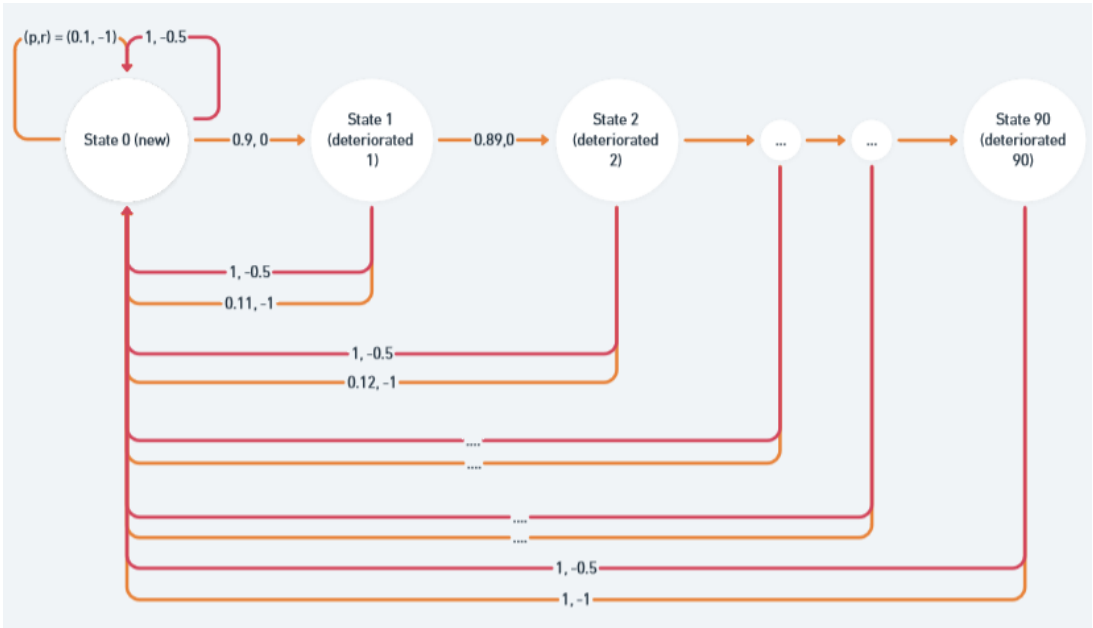 (p,r) = (0.1, -1)
1, -0.5
State 0 (new)
0.9, 0
State 1
(deteriorated
1)
0.89,0
State 2
(deteriorated
2)
...
...
State 90
(deteriorated
90)
1, -0.5
0.11, -1
1, -0.5
0.12, -1
....
....
....
....
1, -0.5
1, -1